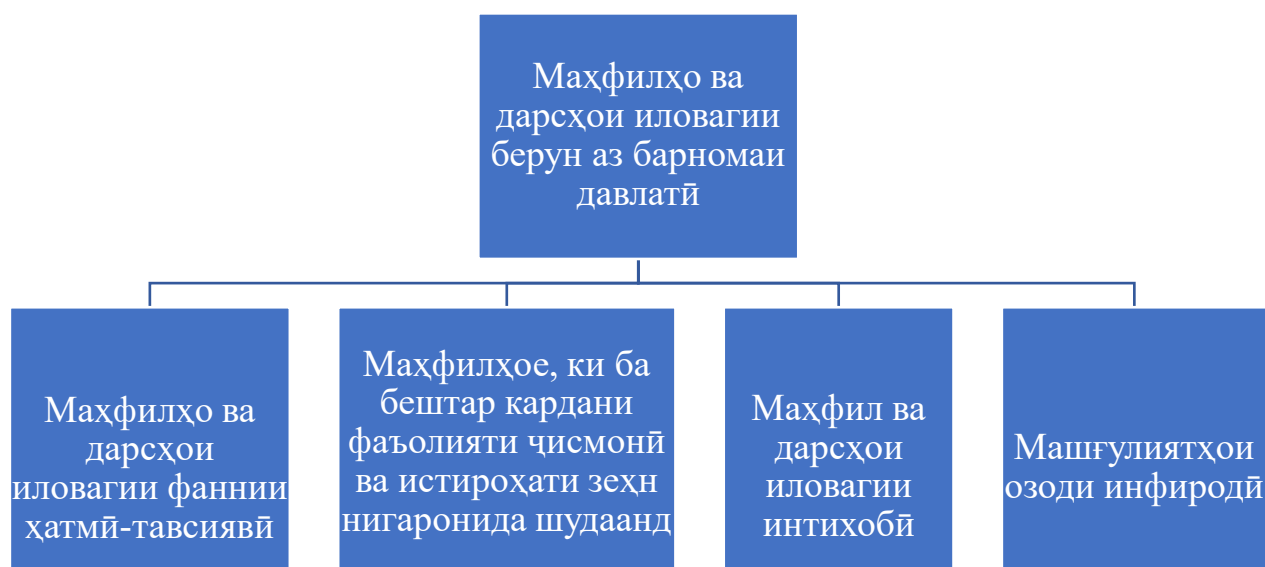 Маҳфилҳо ва
дарсҳои иловагии
берун аз барномаи
давлатӣ
Маҳфилҳо ва
дарсҳои
иловагии фаннии
ҳатмӣ-тавсиявӣ
Маҳфилҳое, ки ба
бештар кардани
фаъолияти ҷисмонӣ
ва истироҳати зеҳн
нигаронида шудаанд
Маҳфил ва
дарсҳои
иловагии
интихобӣ
Машғулиятҳои
озоди инфиродӣ